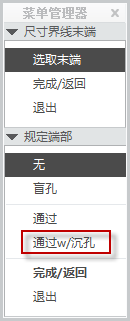 菜单管理器
尺寸界线末端
选取末端
完成/返回
退出
规定端部
无
盲孔
通过
通过w/沉孔
完成/返回
退出